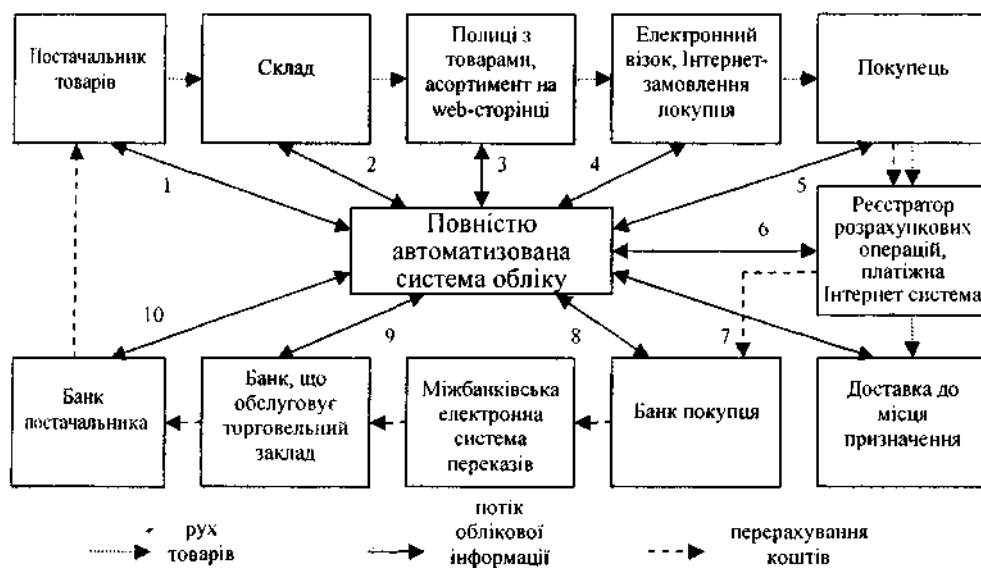 Постачальник
товарів
Склад
Полиці з
товарами,
асортимент на
web-сторінці
Електронний
візок, Інтернет-
замовлення
покупця
Покупець
1
2
3
4
5
Повністю
автоматизована
система обліку
6
Реєстратор
розрахункових
операцій,
платіжна
Інтернет система
10
9
8
7
Банк
постачальника
Банк, що
обслуговує
торговельний
заклад
Міжбанківська
електронна
система
переказів
Банк покупця
Доставка до
місця
призначення
рух
товарів
потік
облікової
інформації
перерахування
коштів